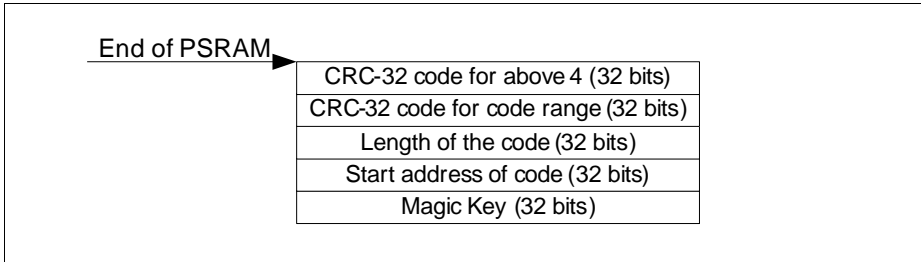 End of PSRAM
CRC-32 code for above 4 (32 bits)
CRC-32 code for code range (32 bits)
Length of the code (32 bits)
Start address of code (32 bits)
Magic Key (32 bits)